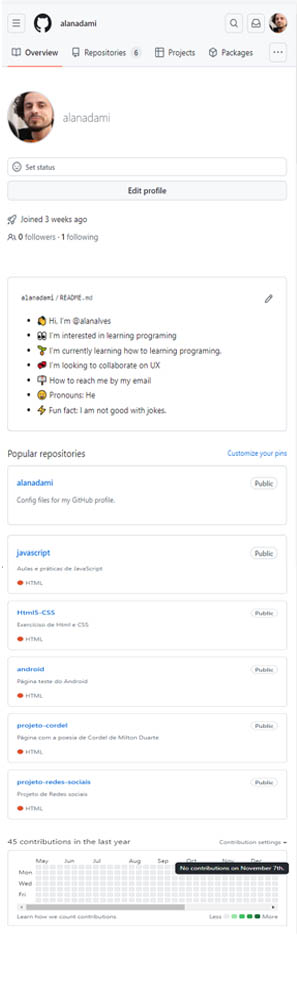 alanadami
Overview Repositories 6 Projects Packages
alanadami
Set status
Edit profile
Joined 3 weeks ago
0 followers · 1 following
alanadami / README.md
Hi, I'm @alanalves
I'm interested in learning programing
I'm currently learning how to learning programing.
I'm looking to collaborate on UX
How to reach me by my email
Pronouns: He
Fun fact: I am not good with jokes.
Popular repositories Customize your pins
alanadami Public
Config files for my GitHub profile.
javascript Public
Aulas e práticas de JavaScript
HTML
Html5-CSS Public
Exerciciso de Html e CSS
HTML
android Public
Página teste do Android
HTML
projeto-cordel Public
Página com a poesia de Cordel de Milton Duarte
HTML
projeto-redes-sociais Public
Projeto de Redes sociais
HTML
45 contributions in the last year Contribution settings
May Jun Jul Aug Sep Oct Nov Dec
No contributions on November 7th.
Mon
Wed
Fri
Learn how we count contributions Less More